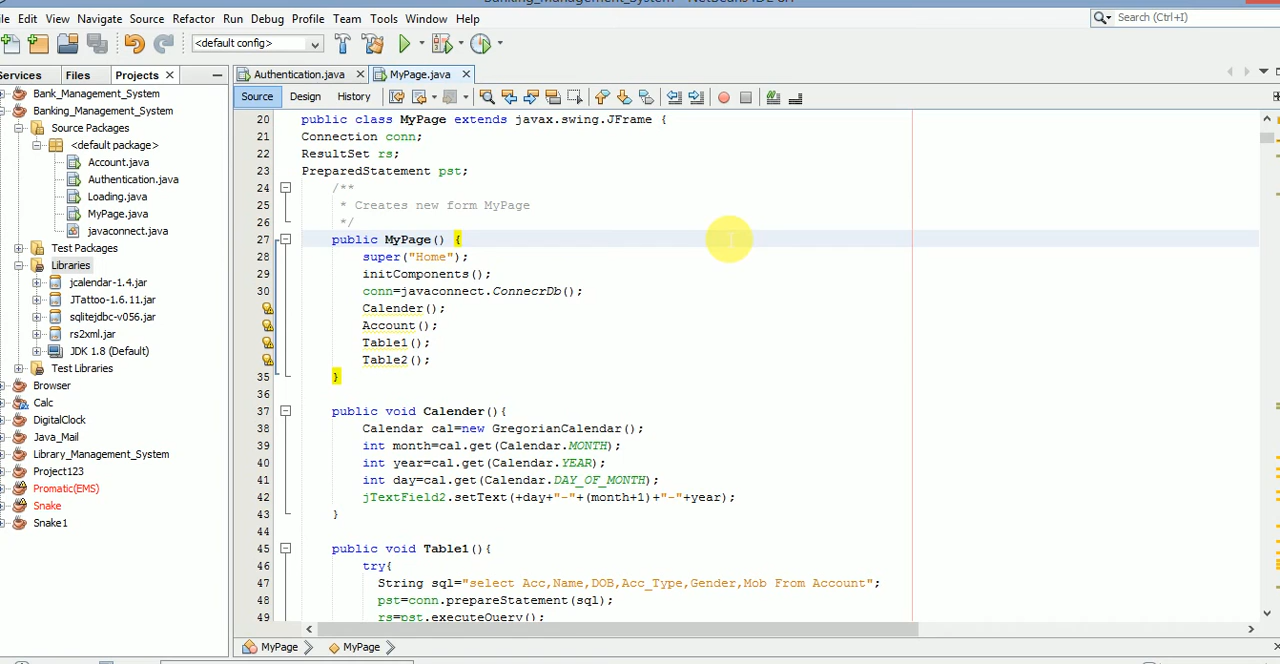 File Edit View Navigate Source Refactor Run Debug Profile Team Tools Window Help
Search (Ctrl+I)
<default config>
Services Files Projects
Authentication.java MyPage.java
Source Design History
Bank_Management_System
Banking_Management_System
Source Packages
<default package>
Account.java
Authentication.java
Loading.java
MyPage.java
javaconnect.java
Test Packages
Libraries
jcalendar-1.4.jar
JTattoo-1.6.11.jar
sqlitejdbc-v056.jar
rs2xml.jar
JDK 1.8 (Default)
Test Libraries
Browser
Calc
DigitalClock
Java_Mail
Library_Management_System
Project123
Promatic(EMS)
Snake
Snake1
20 public class MyPage extends javax.swing.JFrame {
21 Connection conn;
22 ResultSet rs;
23 PreparedStatement pst;
24 /**
25 * Creates new form MyPage
26 */
27 public MyPage() {
28 super("Home");
29 initComponents();
30 conn=javaconnect.ConnecrDb();
Calender();
Account();
Table1();
Table2();
35 }
36
37 public void Calender(){
38 Calendar cal=new GregorianCalendar();
39 int month=cal.get(Calendar.MONTH);
40 int year=cal.get(Calendar.YEAR);
41 int day=cal.get(Calendar.DAY_OF_MONTH);
42 jTextField2.setText(+day+"-"+(month+1)+"-"+year);
43 }
44
45 public void Table1(){
46 try{
47 String sql="select Acc,Name,DOB,Acc_Type,Gender,Mob From Account";
48 pst=conn.prepareStatement(sql);
49 rs=pst.executeQuery();
MyPage MyPage